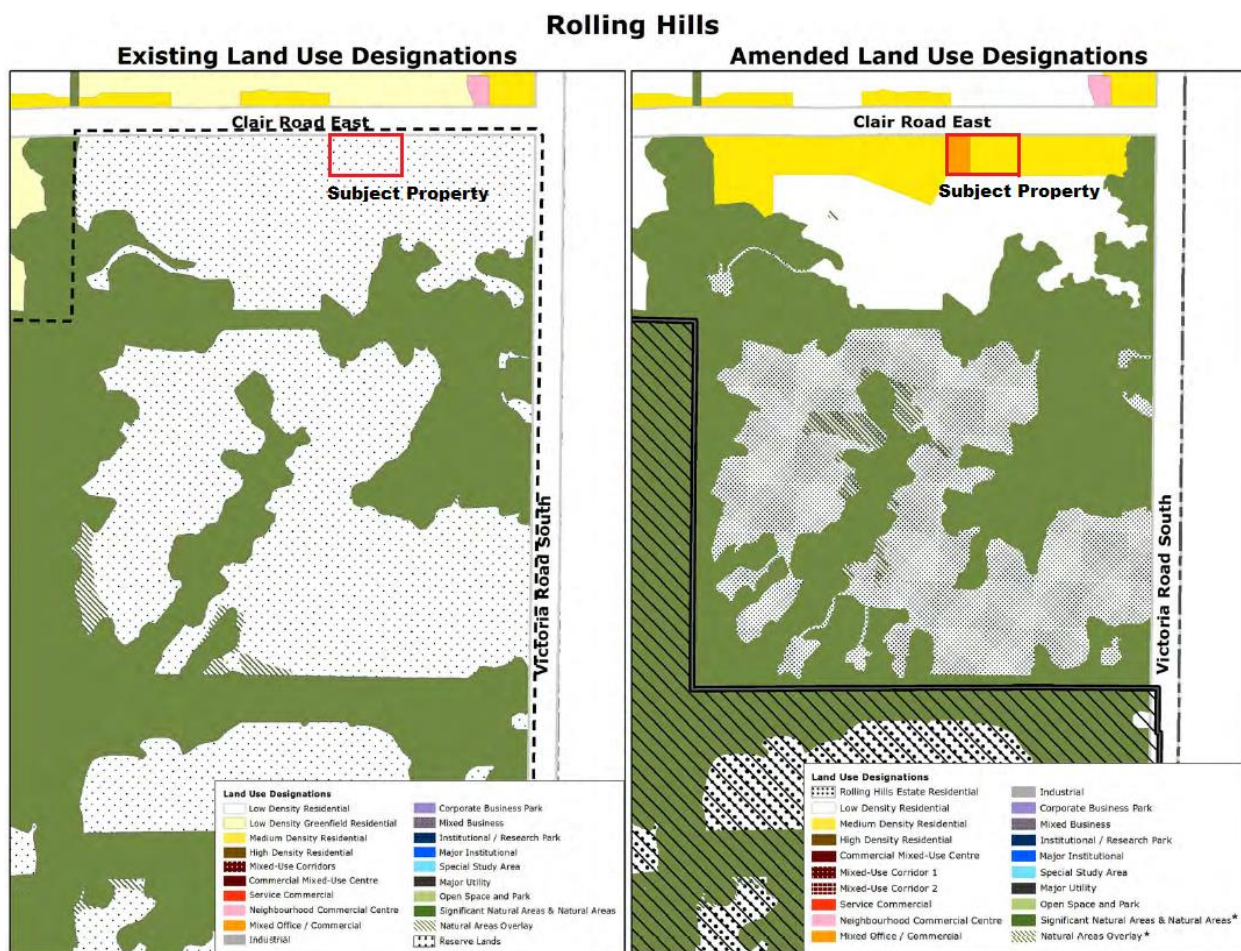 Rolling Hills
Existing Land Use Designations
Clair Road East
Subject Property
Victoria Road South
Land Use Designations
Low Density Residential
Low Density Greenfield Residential
Medium Density Residential
High Density Residential
Mixed-Use Corridors
Commercial Mixed-Use Centre
Service Commercial
Neighbourhood Commercial Centre
Mixed Office / Commercial
Industrial
Corporate Business Park
Mixed Business
Institutional / Research Park
Major Institutional
Special Study Area
Major Utility
Open Space and Park
Significant Natural Areas & Natural Areas
Natural Areas Overlay
Reserve Lands
Amended Land Use Designations
Clair Road East
Subject Property
Victoria Road South
Land Use Designations
Rolling Hills Estate Residential
Low Density Residential
Medium Density Residential
High Density Residential
Commercial Mixed-Use Centre
Mixed-Use Corridor 1
Mixed-Use Corridor 2
Service Commercial
Neighbourhood Commercial Centre
Mixed Office / Commercial
Industrial
Corporate Business Park
Mixed Business
Institutional / Research Park
Major Institutional
Special Study Area
Major Utility
Open Space and Park
Significant Natural Areas & Natural Areas*
Natural Areas Overlay*